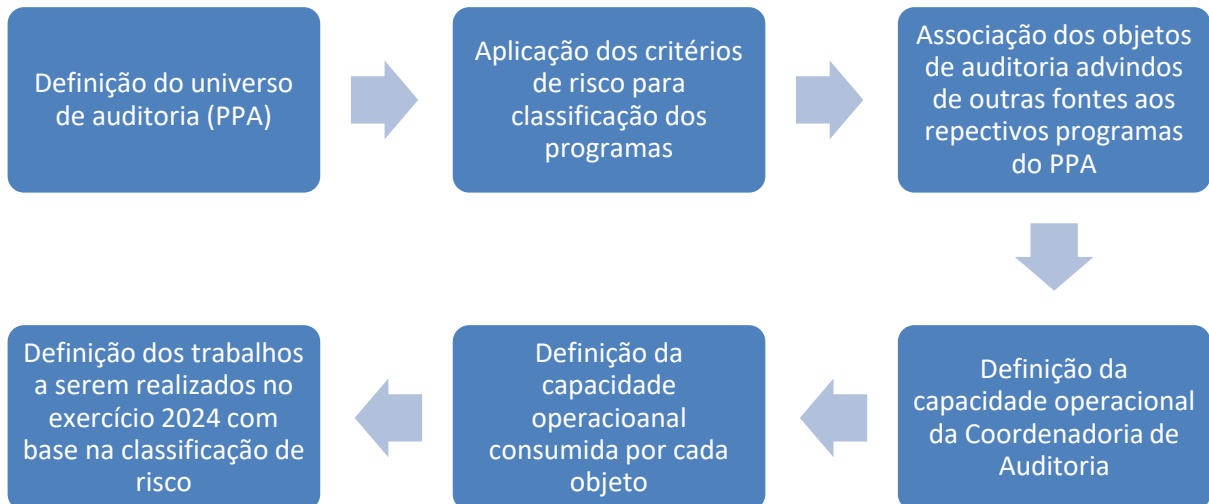 Definição do universo
de auditoria (PPA)
Aplicação dos critérios
de risco para
classificação dos
programas
Associação dos objetos
de auditoria advindos
de outras fontes aos
repectivos programas
do PPA
Definição da
capacidade operacional
da Coordenadoria de
Auditoria
Definição da
capacidade
operacioanal
consumida por cada
objeto
Definição dos trabalhos
a serem realizados no
exercício 2024 com
base na classificação de
risco